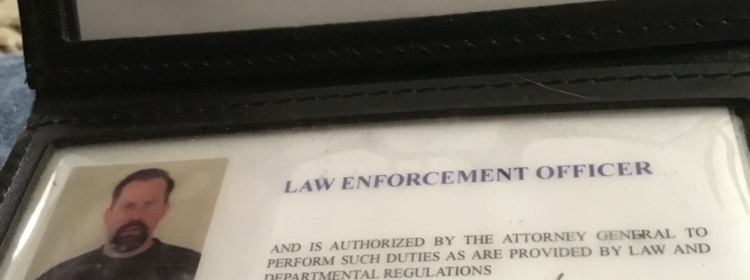 LAW ENFORCEMENT OFFICER
AND IS AUTHORIZED BY THE ATTORNEY GENERAL TO
PERFORM SUCH DUTIES AS ARE PROVIDED BY LAW AND
DEPARTMENTAL REGULATIONS